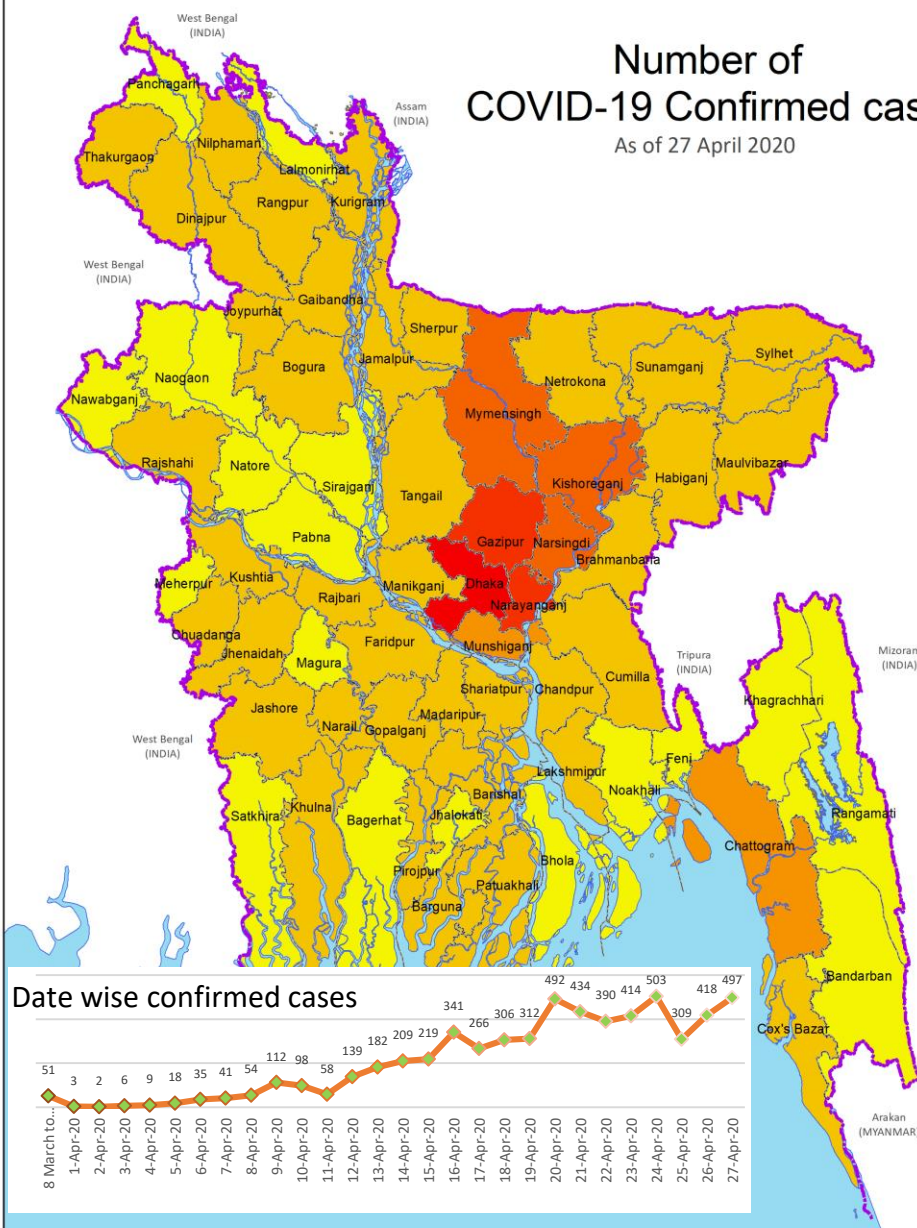 West Bengal
(INDIA)
Number of
COVID-19 Confirmed cas
As of 27 April 2020
Assam
(INDIA)
Panchagarh
Thakurgaon
Nilphamari
Lalmonirhat
Kurigram
Rangpur
Dinajpur
West Bengal
(INDIA)
Gaibandha
Joypurhat
Sherpur
Jamalpur
Bogura
Naogaon
Nawabganj
Netrokona
Sunamganj
Sylhet
Mymensingh
Rajshahi
Natore
Sirajganj
Tangail
Kishoreganj
Habiganj
Maulvibazar
Pabna
Gazipur
Narsingdi
Brahmanbaria
Meherpur
Kushtia
Manikganj
Dhaka
Narayanganj
Rajbari
Chuadanga
Jhenaidah
Magura
Faridpur
Munshiganj
Tripura
(INDIA)
Mizoram
(INDIA)
Shariatpur
Chandpur
Cumilla
Khagrachhari
Jashore
Narail
Gopalganj
Madaripur
West Bengal
(INDIA)
Lakshmipur
Feni
Noakhali
Barishal
Khulna
Satkhira
Bagerhat
Jhalokati
Rangamati
Chattogram
Bhola
Pirojpur
Patuakhali
Barguna
Bandarban
Cox's Bazar
Arakan
(MYANMAR)
Date wise confirmed cases
51 3 2 6 9 18 35 41 54 112 98 58 139 182 209 219 341 266 306 312 492 434 390 414 503 309 418 497
8 March to...
1-Apr-20
2-Apr-20
3-Apr-20
4-Apr-20
5-Apr-20
6-Apr-20
7-Apr-20
8-Apr-20
9-Apr-20
10-Apr-20
11-Apr-20
12-Apr-20
13-Apr-20
14-Apr-20
15-Apr-20
16-Apr-20
17-Apr-20
18-Apr-20
19-Apr-20
20-Apr-20
21-Apr-20
22-Apr-20
23-Apr-20
24-Apr-20
25-Apr-20
26-Apr-20
27-Apr-20